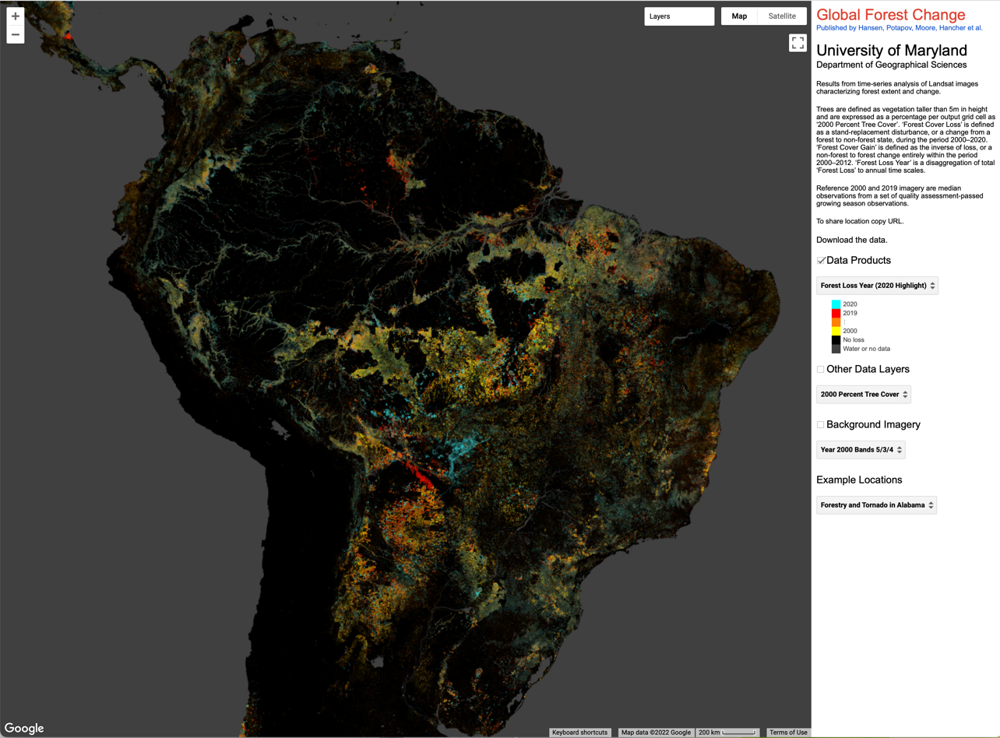 +
−
Layers
Map
Satellite
Google
Keyboard shortcuts
Map data ©2022 Google
200 km
Terms of Use
Global Forest Change
Published by Hansen, Potapov, Moore, Hancher et al.
University of Maryland
Department of Geographical Sciences
Results from time-series analysis of Landsat images
characterizing forest extent and change.
Trees are defined as vegetation taller than 5m in height
and are expressed as a percentage per output grid cell as
‘2000 Percent Tree Cover’. ‘Forest Cover Loss’ is defined
as a stand-replacement disturbance, or a change from a
forest to non-forest state, during the period 2000–2020.
‘Forest Cover Gain’ is defined as the inverse of loss, or a
non-forest to forest change entirely within the period
2000–2012. ‘Forest Loss Year’ is a disaggregation of total
‘Forest Loss’ to annual time scales.
Reference 2000 and 2019 imagery are median
observations from a set of quality assessment-passed
growing season observations.
To share location copy URL.
Download the data.
Data Products
Forest Loss Year (2020 Highlight)
2020
2019
⋮
2000
No loss
Water or no data
Other Data Layers
2000 Percent Tree Cover
Background Imagery
Year 2000 Bands 5/3/4
Example Locations
Forestry and Tornado in Alabama